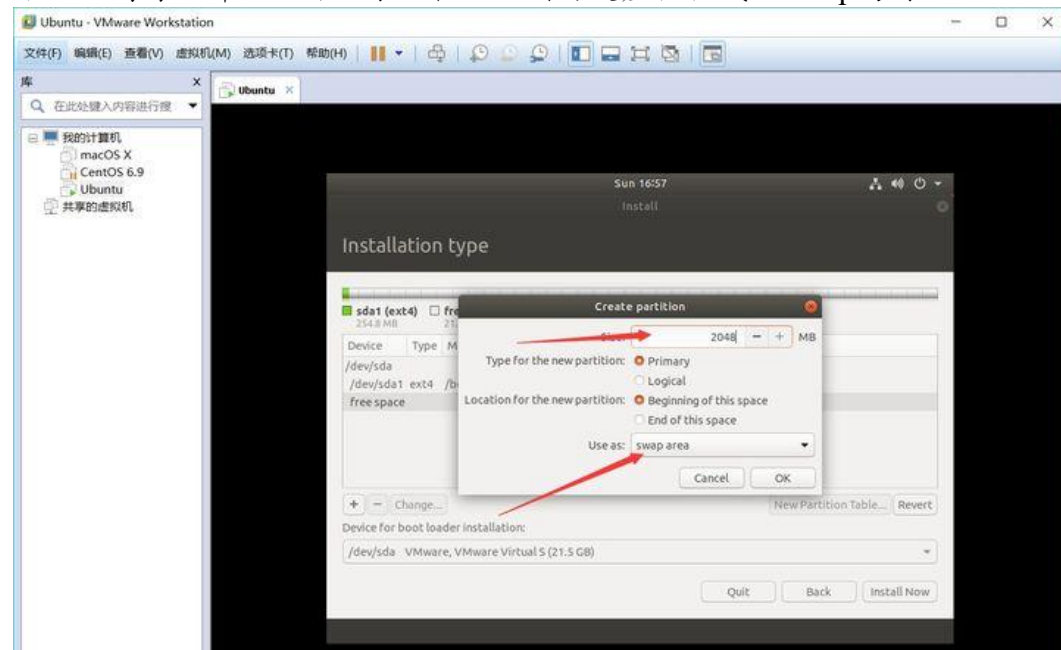 Ubuntu - VMware Workstation
文件(F) 编辑(E) 查看(V) 虚拟机(M) 选项卡(T) 帮助(H)
库
在此处键入内容进行搜
Ubuntu
我的计算机
macOS X
CentOS 6.9
Ubuntu
共享的虚拟机
Sun 16:57
Install
Installation type
sda1 (ext4)
254.8 MB
Device Type
/dev/sda
/dev/sda1 ext4
free space
Create partition
Size: 2048 - + MB
Type for the new partition: Primary
Logical
Location for the new partition: Beginning of this space
End of this space
Use as: swap area
Cancel OK
+ - Change... New Partition Table... Revert
Device for boot loader installation:
/dev/sda VMware, VMware Virtual S (21.5 GB)
Quit Back Install Now